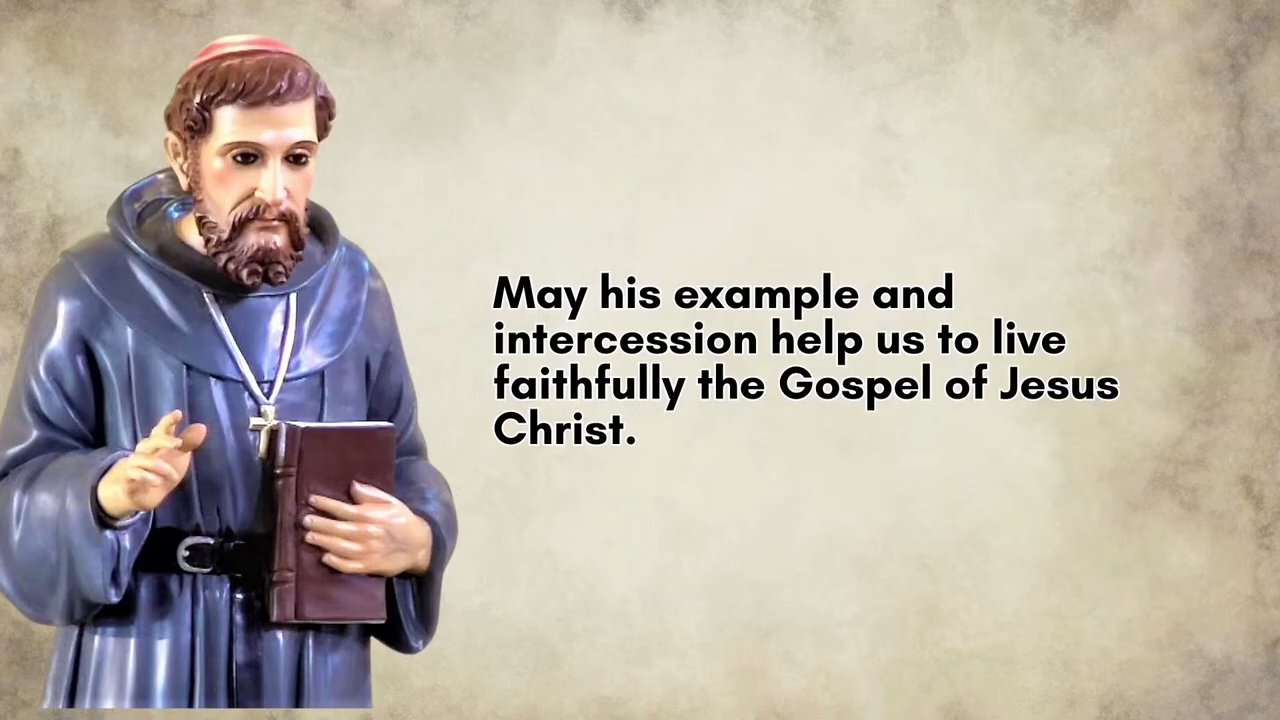 May his example and
intercession help us to live
faithfully the Gospel of Jesus
Christ.